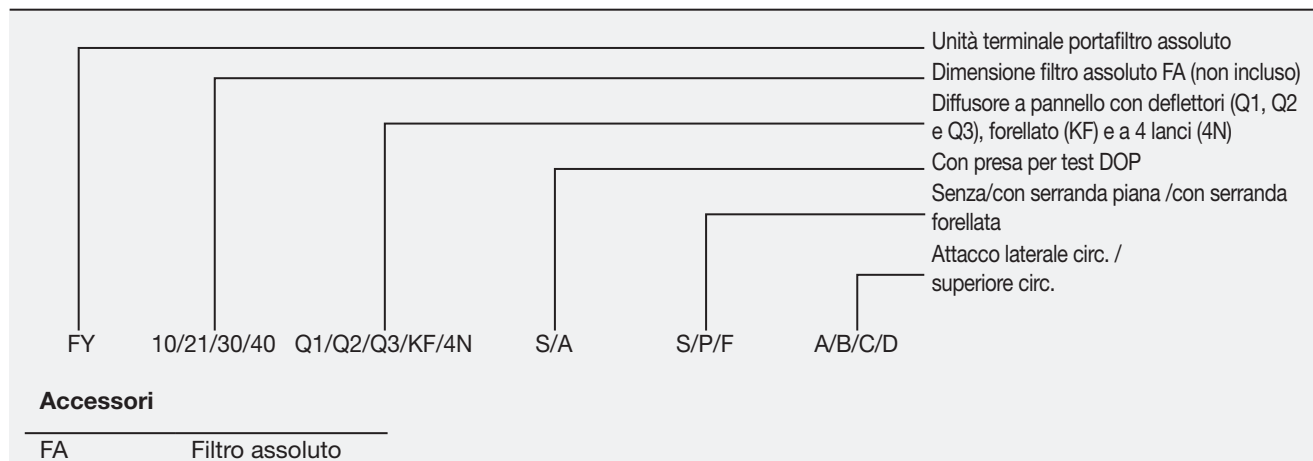 Unità terminale portafiltro assoluto
Dimensione filtro assoluto FA (non incluso)
Diffusore a pannello con deflettori (Q1, Q2
e Q3), forellato (KF) e a 4 lanci (4N)
Con presa per test DOP
Senza/con serranda piana /con serranda
forellata
Attacco laterale circ. /
superiore circ.
FY 10/21/30/40 Q1/Q2/Q3/KF/4N S/A S/P/F A/B/C/D
Accessori
FA Filtro assoluto